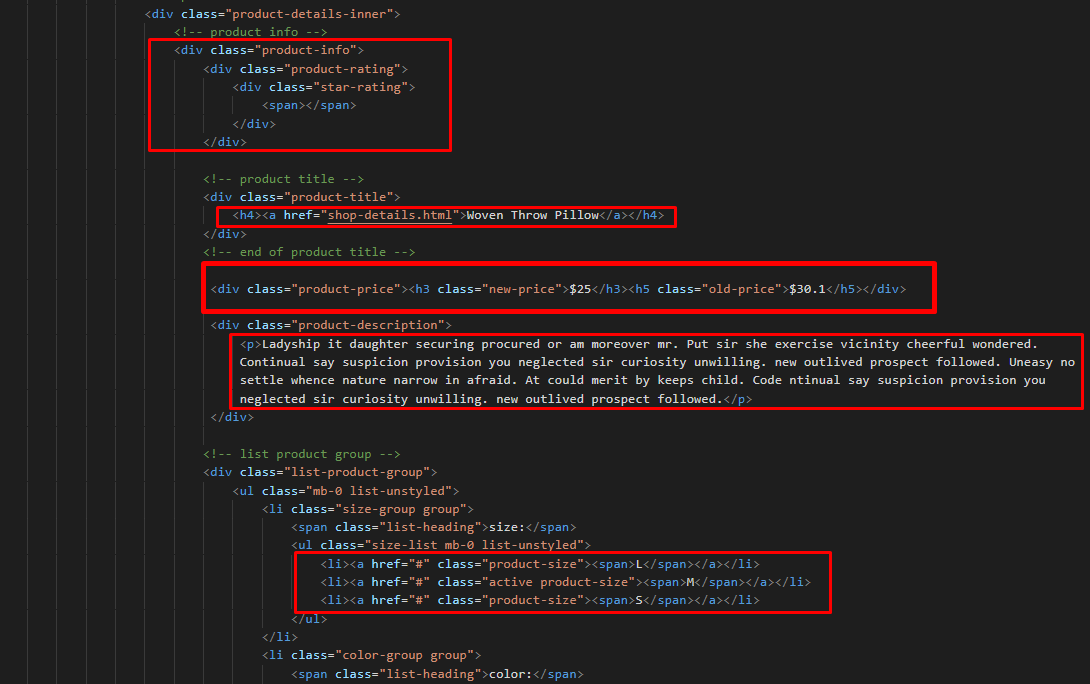 <div class="product-details-inner">
<!-- product info -->
<div class="product-info">
<div class="product-rating">
<div class="star-rating">
<span></span>
</div>
</div>
<!-- product title -->
<div class="product-title">
<h4><a href="shop-details.html">Woven Throw Pillow</a></h4>
</div>
<!-- end of product title -->
<div class="product-price"><h3 class="new-price">$25</h3><h5 class="old-price">$30.1</h5></div>
<div class="product-description">
<p>Ladyship it daughter securing procured or am moreover mr. Put sir she exercise vicinity cheerful wondered.
Continual say suspicion provision you neglected sir curiosity unwilling. new outlived prospect followed. Uneasy no
settle whence nature narrow in afraid. At could merit by keeps child. Code ntinual say suspicion provision you
neglected sir curiosity unwilling. new outlived prospect followed.</p>
</div>
<!-- list product group -->
<div class="list-product-group">
<ul class="mb-0 list-unstyled">
<li class="size-group group">
<span class="list-heading">size:</span>
<ul class="size-list mb-0 list-unstyled">
<li><a href="#" class="product-size"><span>L</span></a></li>
<li><a href="#" class="active product-size"><span>M</span></a></li>
<li><a href="#" class="product-size"><span>S</span></a></li>
</ul>
</li>
<li class="color-group group">
<span class="list-heading">color:</span>